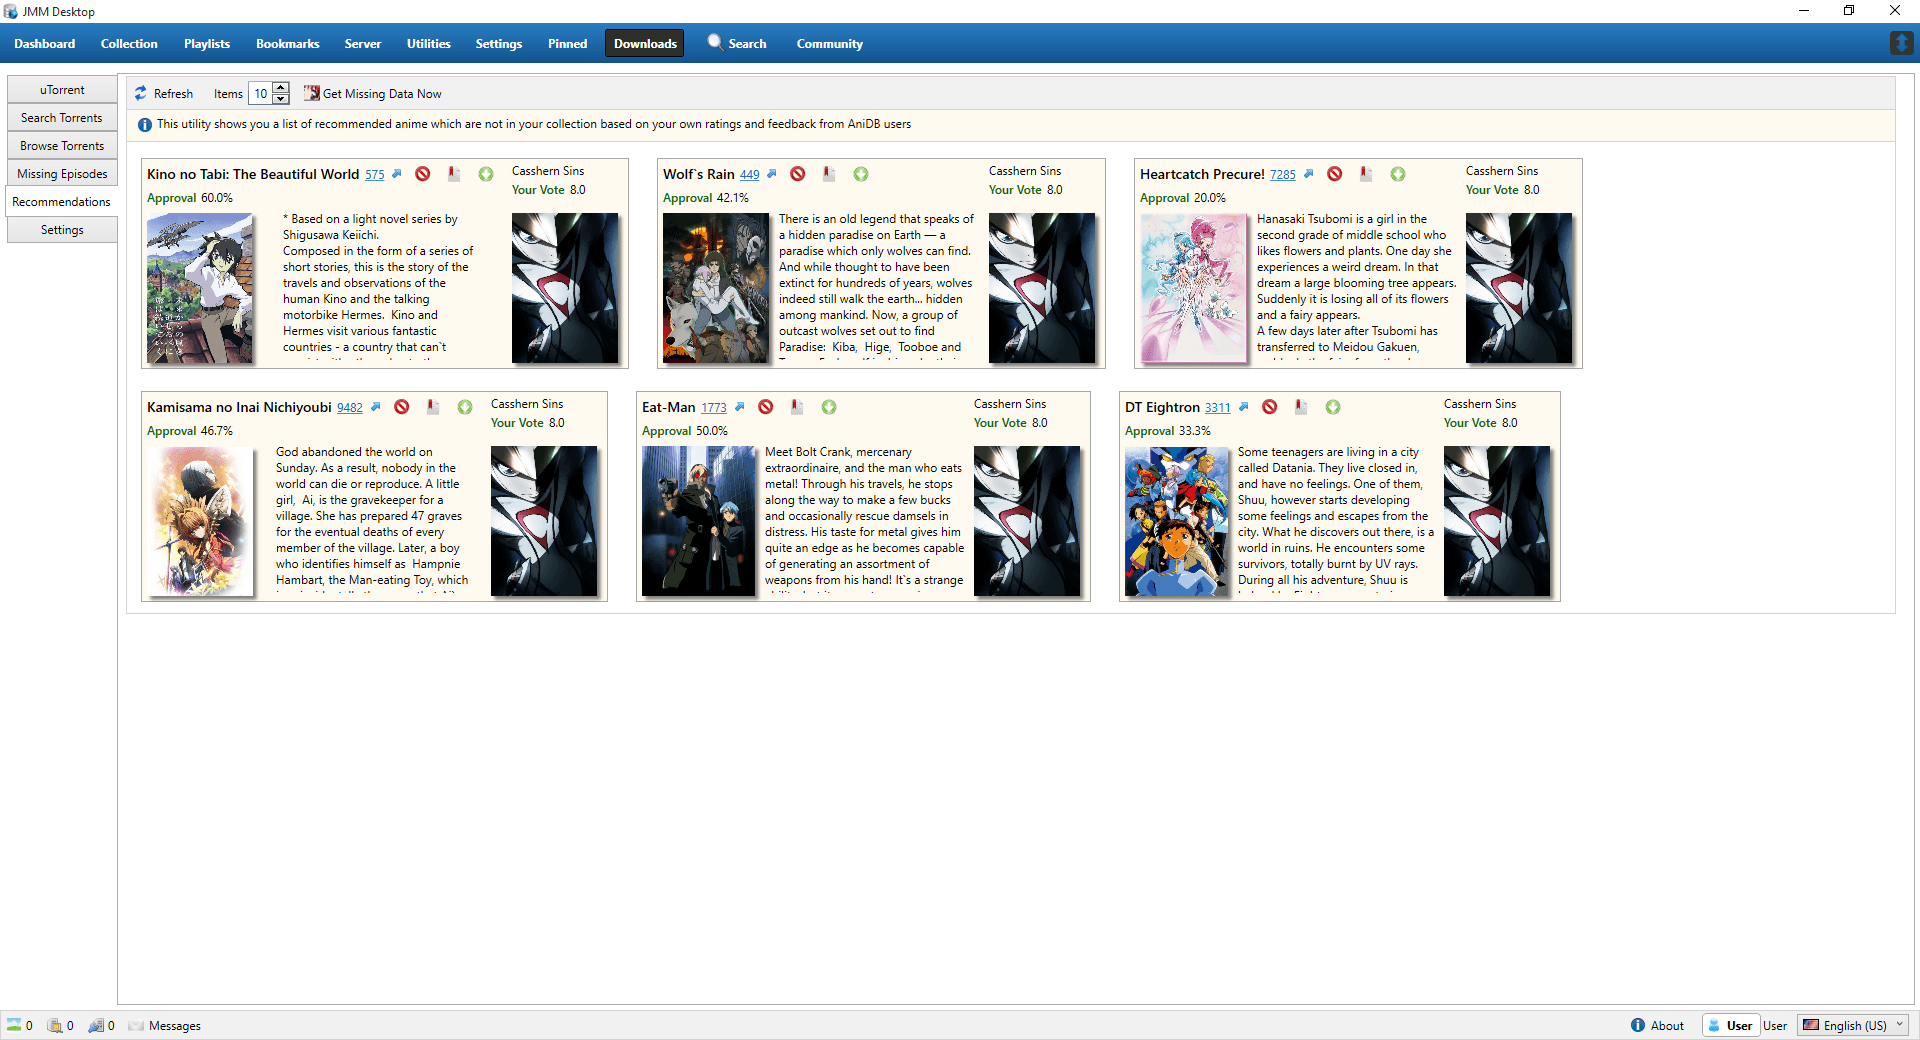 JMM Desktop
Dashboard Collection Playlists Bookmarks Server Utilities Settings Pinned Downloads Search Community
uTorrent
Search Torrents
Browse Torrents
Missing Episodes
Recommendations
Settings
Refresh Items 10 Get Missing Data Now
This utility shows you a list of recommended anime which are not in your collection based on your own ratings and feedback from AniDB users
Kino no Tabi: The Beautiful World 575
Approval 60.0%
* Based on a light novel series by
Shigusawa Keiichi.
Composed in the form of a series of
short stories, this is the story of the
travels and observations of the
human Kino and the talking
motorbike Hermes. Kino and
Hermes visit various fantastic
countries - a country that can`t
Casshern Sins
Your Vote 8.0
Wolf`s Rain 449
Approval 42.1%
There is an old legend that speaks of
a hidden paradise on Earth — a
paradise which only wolves can find.
And while thought to have been
extinct for hundreds of years, wolves
indeed still walk the earth... hidden
among mankind. Now, a group of
outcast wolves set out to find
Paradise: Kiba, Hige, Tooboe and
Casshern Sins
Your Vote 8.0
Heartcatch Precure! 7285
Approval 20.0%
Hanasaki Tsubomi is a girl in the
second grade of middle school who
likes flowers and plants. One day she
experiences a weird dream. In that
dream a large blooming tree appears.
Suddenly it is losing all of its flowers
and a fairy appears.
A few days later after Tsubomi has
transferred to Meidou Gakuen,
Casshern Sins
Your Vote 8.0
Kamisama no Inai Nichiyoubi 9482
Approval 46.7%
God abandoned the world on
Sunday. As a result, nobody in the
world can die or reproduce. A little
girl, Ai, is the gravekeeper for a
village. She has prepared 47 graves
for the eventual deaths of every
member of the village. Later, a boy
who identifies himself as Hampnie
Hambart, the Man-eating Toy, which
Casshern Sins
Your Vote 8.0
Eat-Man 1773
Approval 50.0%
Meet Bolt Crank, mercenary
extraordinaire, and the man who eats
metal! Through his travels, he stops
along the way to make a few bucks
and occasionally rescue damsels in
distress. His taste for metal gives him
quite an edge as he becomes capable
of generating an assortment of
weapons from his hand! It`s a strange
Casshern Sins
Your Vote 8.0
DT Eightron 3311
Approval 33.3%
Some teenagers are living in a city
called Datania. They live closed in,
and have no feelings. One of them,
Shuu, however starts developing
some feelings and escapes from the
city. What he discovers out there, is a
world in ruins. He encounters some
survivors, totally burnt by UV rays.
During all his adventure, Shuu is
Casshern Sins
Your Vote 8.0
0 0 0 Messages
About User User English (US)